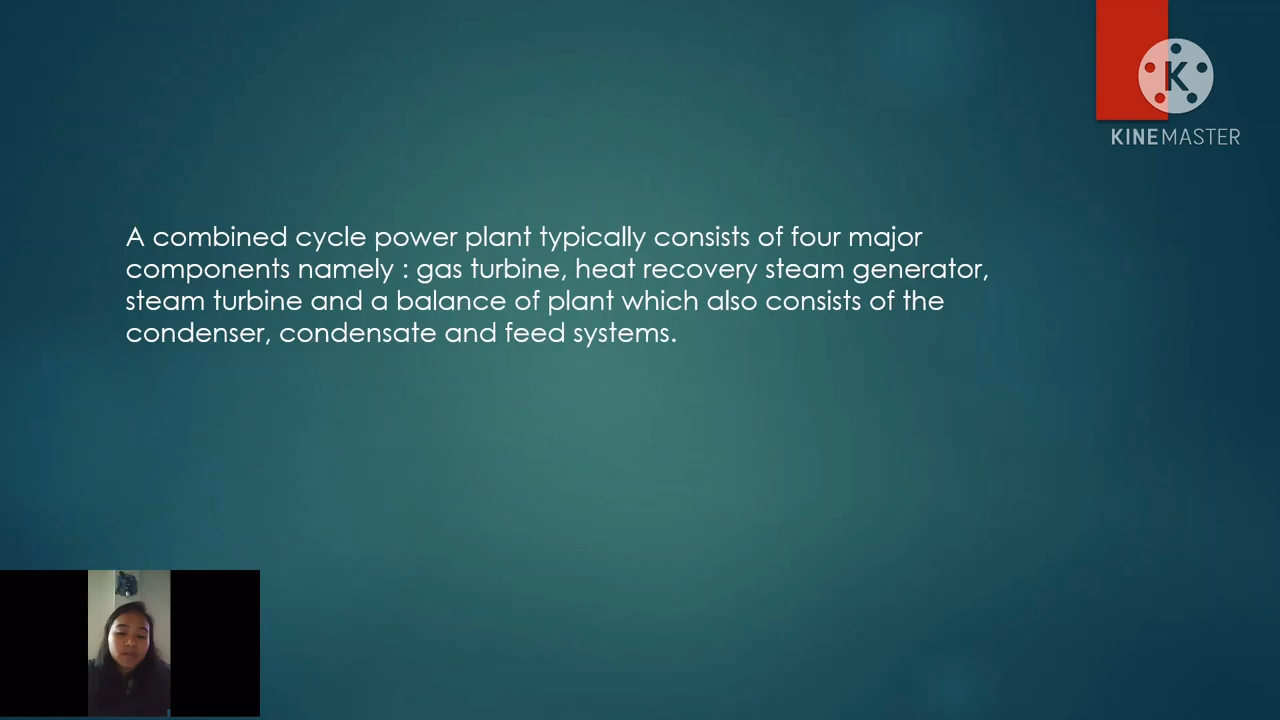 K
KINEMASTER
A combined cycle power plant typically consists of four major
components namely : gas turbine, heat recovery steam generator,
steam turbine and a balance of plant which also consists of the
condenser, condensate and feed systems.